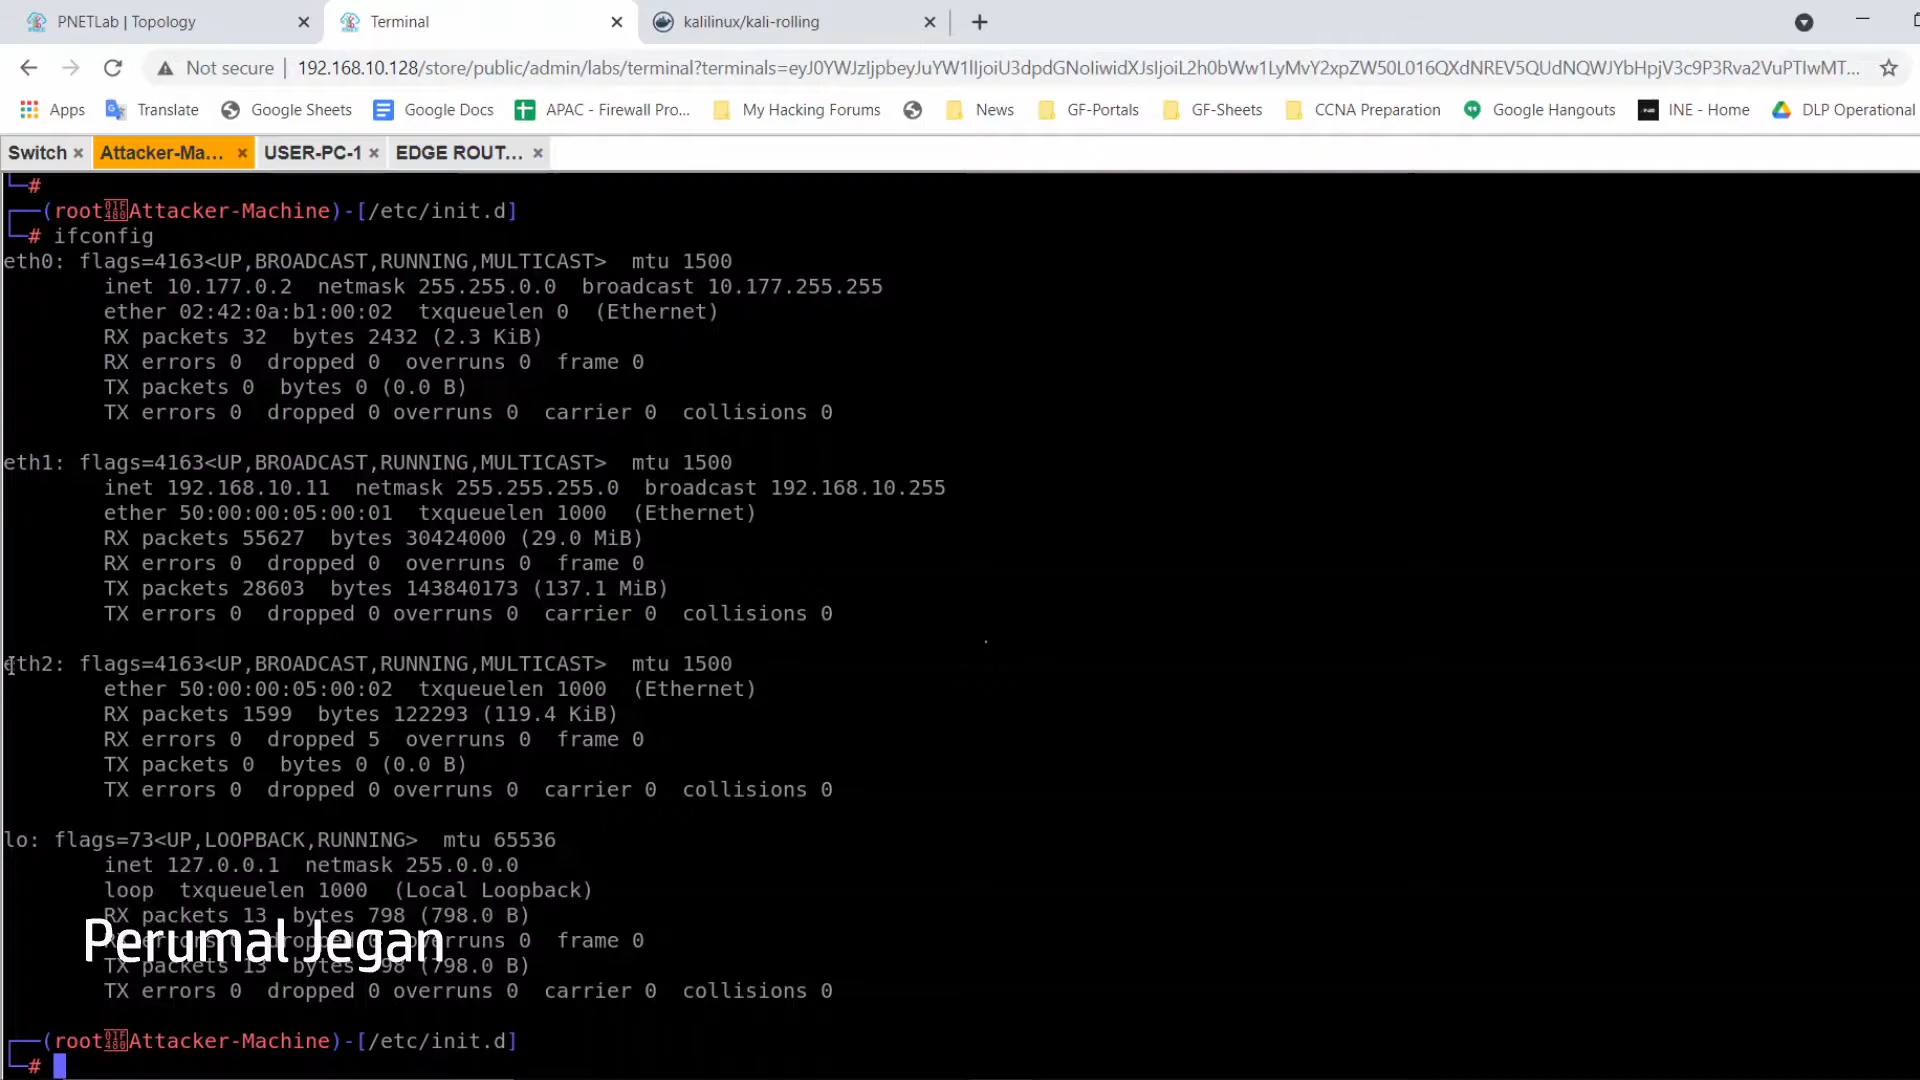 PNETLab | Topology
Terminal
kalilinux/kali-rolling
Not secure | 192.168.10.128/store/public/admin/labs/terminal?terminals=eyJ0YWJzIjpbeyJuYW1lIjoiU3dpdGNoIiwidXJsIjoiL2h0bWw1LyMvY2xpZW50L016QXdNREV5QUdNQWJYbHpjV3c9P3Rva2VuPTIwMT...
Apps Translate Google Sheets Google Docs APAC - Firewall Pro... My Hacking Forums News GF-Portals GF-Sheets CCNA Preparation Google Hangouts INE - Home DLP Operational
Switch × Attacker-Ma... × USER-PC-1 × EDGE ROUT... ×
└─#
┌──(root Attacker-Machine)-[/etc/init.d]
└─# ifconfig
eth0: flags=4163<UP,BROADCAST,RUNNING,MULTICAST> mtu 1500
inet 10.177.0.2 netmask 255.255.0.0 broadcast 10.177.255.255
ether 02:42:0a:b1:00:02 txqueuelen 0 (Ethernet)
RX packets 32 bytes 2432 (2.3 KiB)
RX errors 0 dropped 0 overruns 0 frame 0
TX packets 0 bytes 0 (0.0 B)
TX errors 0 dropped 0 overruns 0 carrier 0 collisions 0
eth1: flags=4163<UP,BROADCAST,RUNNING,MULTICAST> mtu 1500
inet 192.168.10.11 netmask 255.255.255.0 broadcast 192.168.10.255
ether 50:00:00:05:00:01 txqueuelen 1000 (Ethernet)
RX packets 55627 bytes 30424000 (29.0 MiB)
RX errors 0 dropped 0 overruns 0 frame 0
TX packets 28603 bytes 143840173 (137.1 MiB)
TX errors 0 dropped 0 overruns 0 carrier 0 collisions 0
eth2: flags=4163<UP,BROADCAST,RUNNING,MULTICAST> mtu 1500
ether 50:00:00:05:00:02 txqueuelen 1000 (Ethernet)
RX packets 1599 bytes 122293 (119.4 KiB)
RX errors 0 dropped 5 overruns 0 frame 0
TX packets 0 bytes 0 (0.0 B)
TX errors 0 dropped 0 overruns 0 carrier 0 collisions 0
lo: flags=73<UP,LOOPBACK,RUNNING> mtu 65536
inet 127.0.0.1 netmask 255.0.0.0
loop txqueuelen 1000 (Local Loopback)
RX packets 13 bytes 798 (798.0 B)
RX errors 0 dropped 0 overruns 0 frame 0
Perumal Jegan
TX packets 13 bytes 798 (798.0 B)
TX errors 0 dropped 0 overruns 0 carrier 0 collisions 0
┌──(root Attacker-Machine)-[/etc/init.d]
└─#